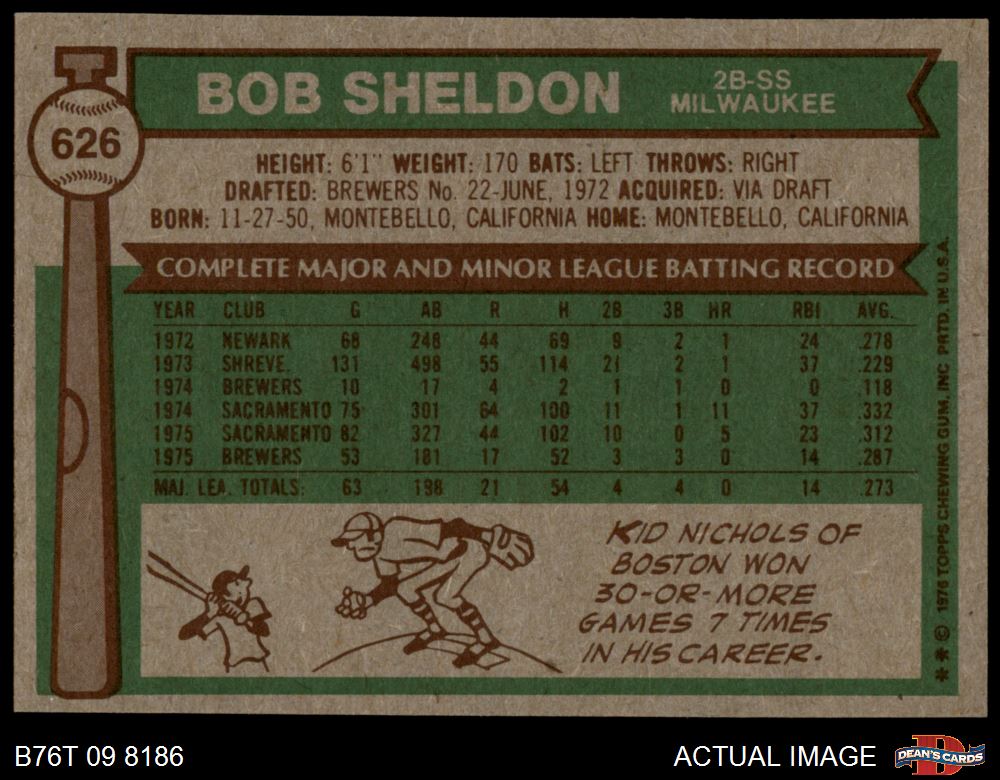 626
BOB SHELDON
2B-SS
MILWAUKEE
HEIGHT: 6'1" WEIGHT: 170 BATS: LEFT THROWS: RIGHT
DRAFTED: BREWERS No. 22-JUNE, 1972 ACQUIRED: VIA DRAFT
BORN: 11-27-50, MONTEBELLO, CALIFORNIA HOME: MONTEBELLO, CALIFORNIA
COMPLETE MAJOR AND MINOR LEAGUE BATTING RECORD
YEAR CLUB G AB R H 2B 3B HR RBI AVG.
1972 NEWARK 68 248 44 69 9 2 1 24 .278
1973 SHREVE. 131 498 55 114 21 2 1 37 .229
1974 BREWERS 10 17 4 2 1 1 0 0 .118
1974 SACRAMENTO 75 301 64 100 11 1 11 37 .332
1975 SACRAMENTO 82 327 44 102 10 0 5 23 .312
1975 BREWERS 53 181 17 52 3 3 0 14 .287
MAJ. LEA. TOTALS: 63 198 21 54 4 4 0 14 .273
KID NICHOLS OF
BOSTON WON
30-OR-MORE
GAMES 7 TIMES
IN HIS CAREER.
** © 1976 TOPPS CHEWING GUM, INC PRTD. IN U.S.A.
B76T 09 8186
ACTUAL IMAGE
D
DEAN'S CARDS